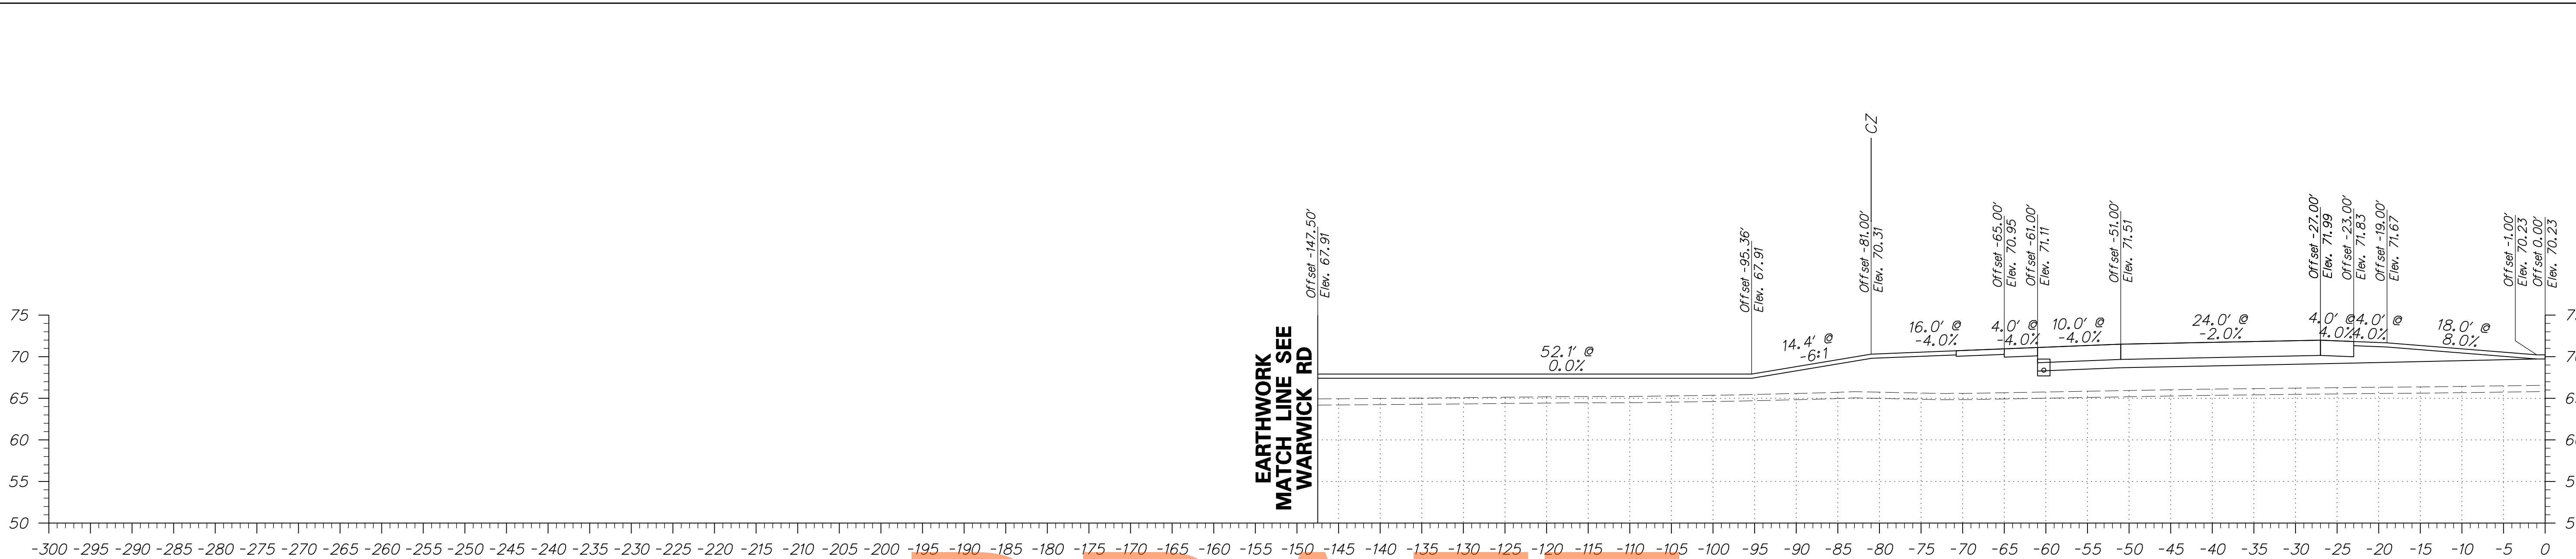 CZ
Offset -147.50'
Elev. 67.91
Offset -95.36'
Elev. 67.91
Offset -81.00'
Elev. 70.31
Offset -65.00'
Elev. 70.95
Offset -61.00'
Elev. 71.11
Offset -51.00'
Elev. 71.51
Offset -27.00'
Elev. 71.99
Offset -23.00'
Elev. 71.83
Offset -19.00'
Elev. 71.67
Offset -1.00'
Elev. 70.23
Offset 0.00'
Elev. 70.23
EARTHWORK
MATCH LINE SEE
WARWICK RD
52.1' @
0.0%
14.4' @
-6:1
16.0' @
-4.0%
4.0' @
-4.0%
10.0' @
-4.0%
24.0' @
-2.0%
4.0' @
4.0%
4.0' @
4.0%
18.0' @
8.0%
75
70
65
60
55
50
-300 -295 -290 -285 -280 -275 -270 -265 -260 -255 -250 -245 -240 -235 -230 -225 -220 -215 -210 -205 -200 -195 -190 -185 -180 -175 -170 -165 -160 -155 -150 -145 -140 -135 -130 -125 -120 -115 -110 -105 -100 -95 -90 -85 -80 -75 -70 -65 -60 -55 -50 -45 -40 -35 -30 -25 -20 -15 -10 -5 0